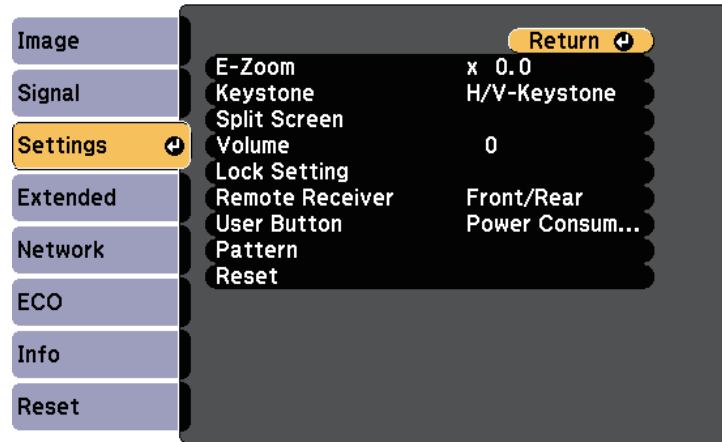 Image
Signal
Settings
Extended
Network
ECO
Info
Reset
Return
E-Zoom x 0.0
Keystone H/V-Keystone
Split Screen
Volume 0
Lock Setting
Remote Receiver Front/Rear
User Button Power Consum...
Pattern
Reset